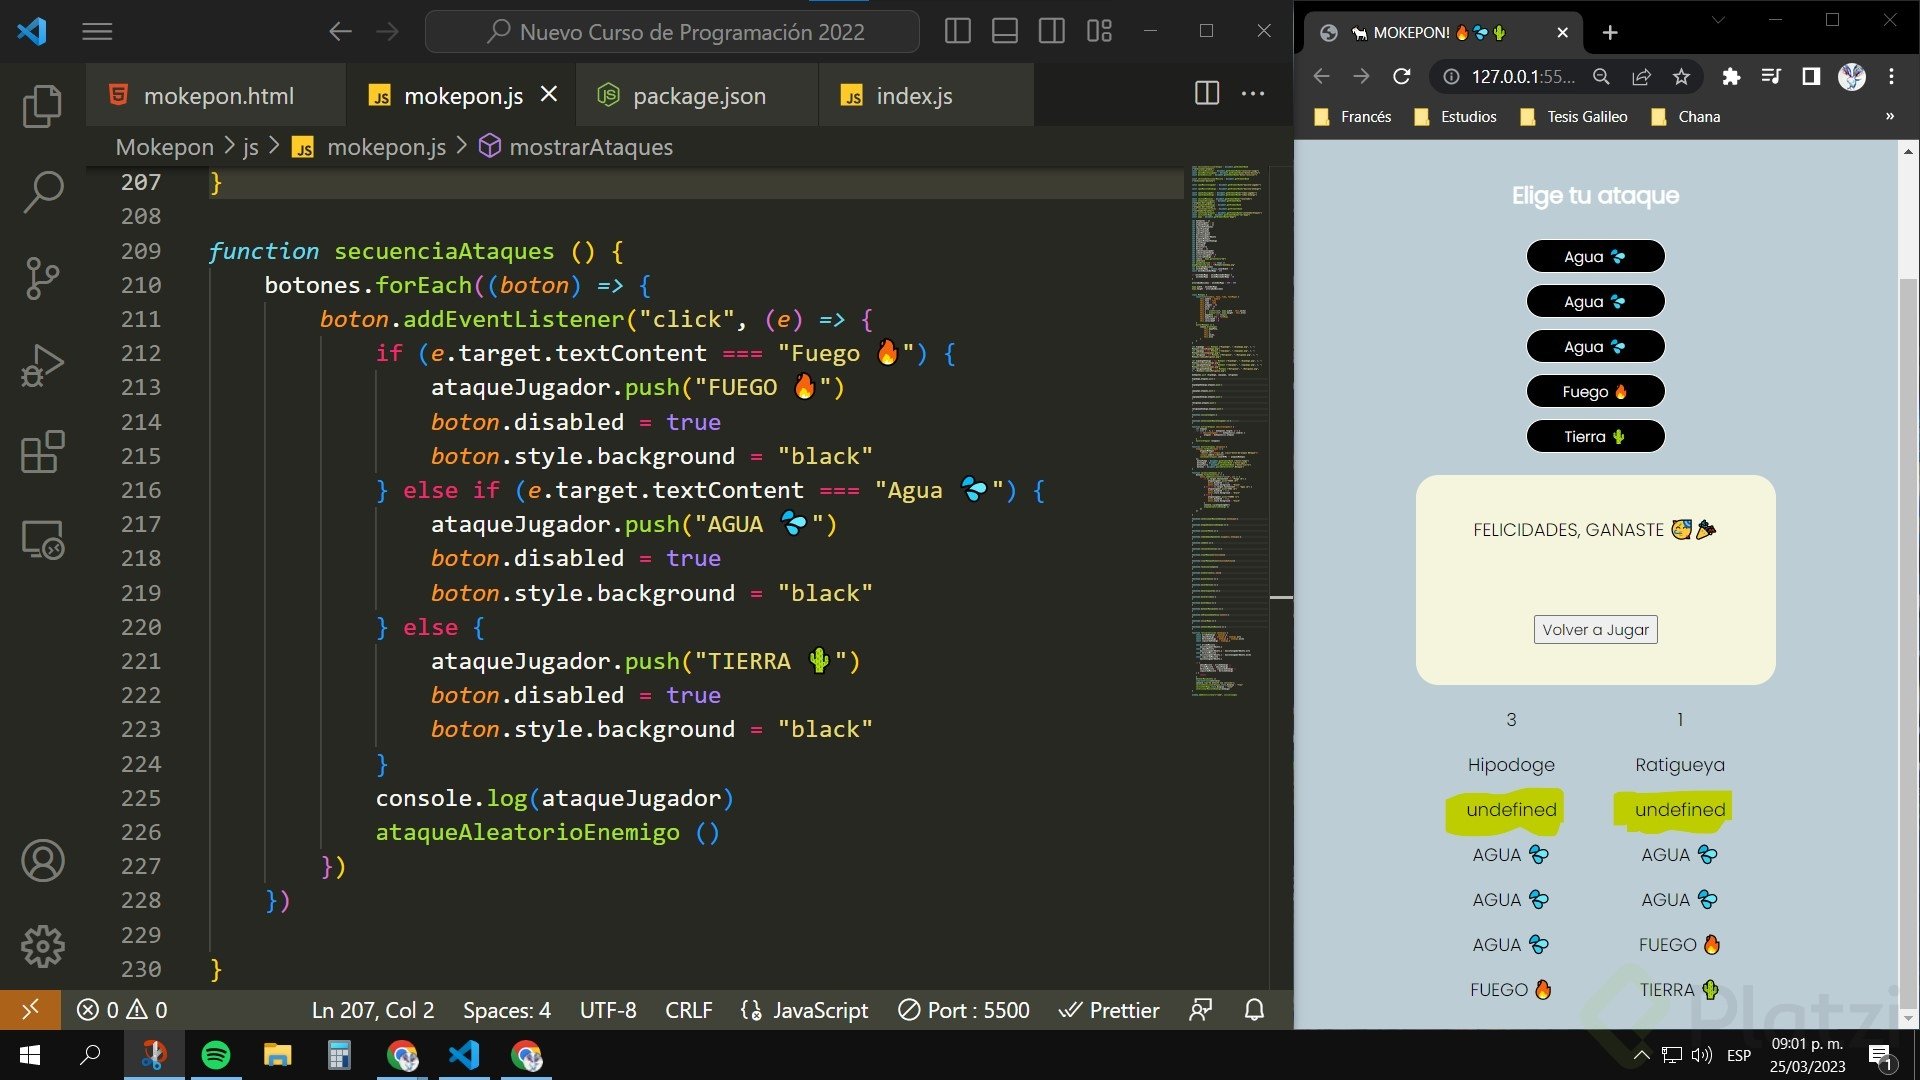 Nuevo Curso de Programación 2022
mokepon.html
JS mokepon.js
package.json
JS index.js
Mokepon > js > JS mokepon.js > mostrarAtaques
207 }
208
209 function secuenciaAtaques () {
210 botones.forEach((boton) => {
211 boton.addEventListener("click", (e) => {
212 if (e.target.textContent === "Fuego 🔥") {
213 ataqueJugador.push("FUEGO 🔥")
214 boton.disabled = true
215 boton.style.background = "black"
216 } else if (e.target.textContent === "Agua 💦") {
217 ataqueJugador.push("AGUA 💦")
218 boton.disabled = true
219 boton.style.background = "black"
220 } else {
221 ataqueJugador.push("TIERRA 🌵")
222 boton.disabled = true
223 boton.style.background = "black"
224 }
225 console.log(ataqueJugador)
226 ataqueAleatorioEnemigo ()
227 })
228 })
229
230 }
0 0 Ln 207, Col 2 Spaces: 4 UTF-8 CRLF JavaScript Port : 5500 Prettier
MOKEPON! 🔥💦🌵
127.0.0.1:55...
Francés Estudios Tesis Galileo Chana »
Elige tu ataque
Agua 💦
Agua 💦
Agua 💦
Fuego 🔥
Tierra 🌵
FELICIDADES, GANASTE 🥳🎉
Volver a Jugar
3 1
Hipodoge Ratigueya
undefined undefined
AGUA 💦 AGUA 💦
AGUA 💦 AGUA 💦
AGUA 💦 FUEGO 🔥
FUEGO 🔥 TIERRA 🌵
Platzi
ESP
09:01 p. m.
25/03/2023
1